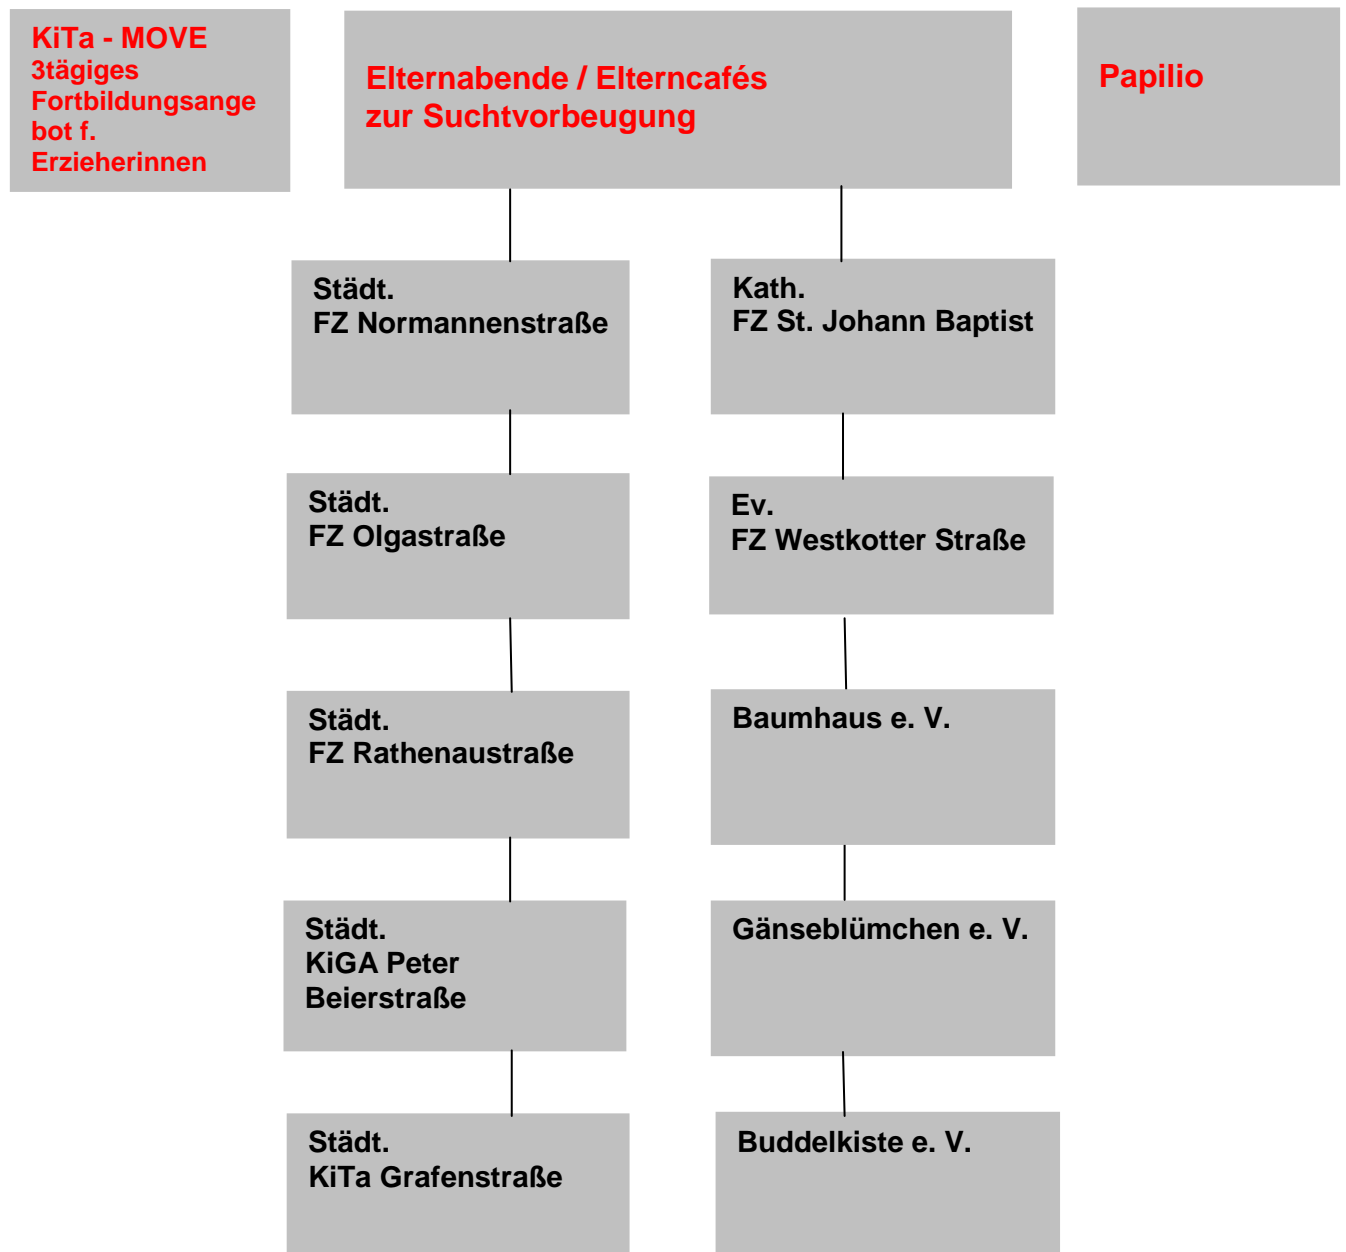 KiTa - MOVE
3tägiges
Fortbildungsange
bot f.
Erzieherinnen
Elternabende / Elterncafés
zur Suchtvorbeugung
Papilio
Städt.
FZ Normannenstraße
Kath.
FZ St. Johann Baptist
Städt.
FZ Olgastraße
Ev.
FZ Westkotter Straße
Städt.
FZ Rathenaustraße
Baumhaus e. V.
Städt.
KiGA Peter
Beierstraße
Gänseblümchen e. V.
Städt.
KiTa Grafenstraße
Buddelkiste e. V.